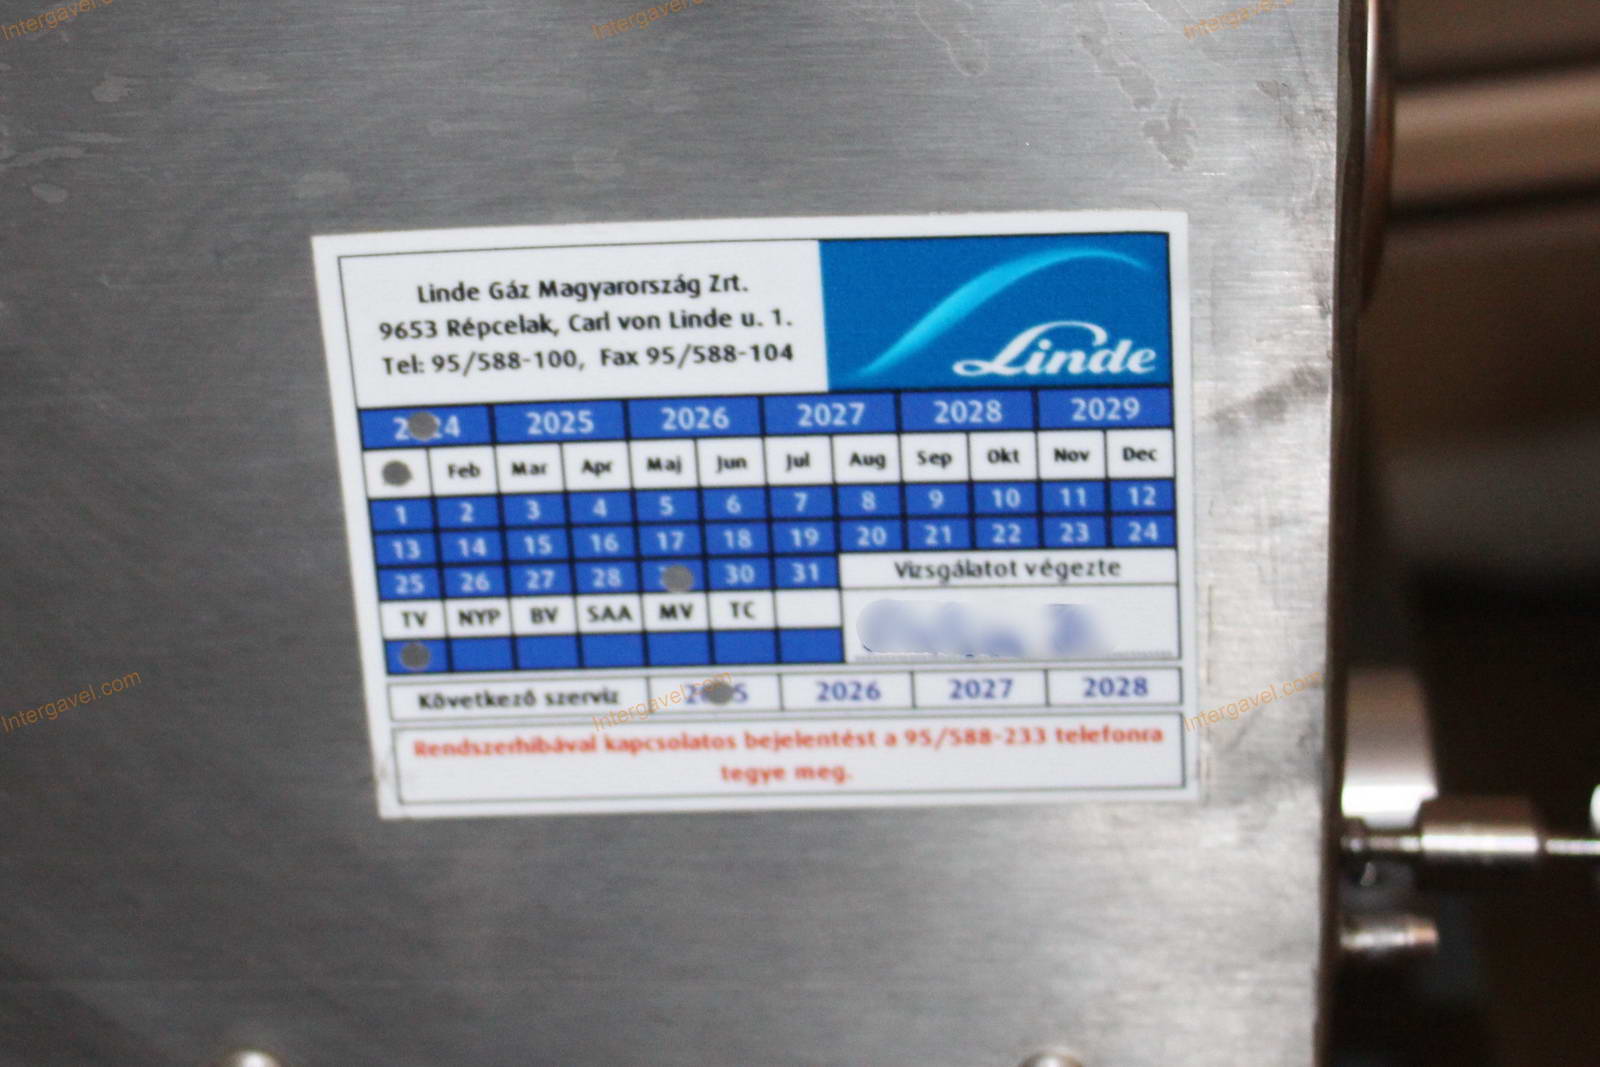 Linde Gáz Magyarország Zrt.
9653 Répcelak, Carl von Linde u. 1.
Tel: 95/588-100, Fax 95/588-104
Linde
2025 2026 2027 2028 2029
Feb Mar Apr Maj Jun Jul Aug Sep Okt Nov Dec
1 2 3 4 5 6 7 8 9 10 11 12
13 14 15 16 17 18 19 20 21 22 23 24
25 26 27 28 30 31 Vizsgálatot végezte
TV NYP BV SAA MV TC
Következő szerviz 2026 2027 2028
Rendszerhibával kapcsolatos bejelentést a 95/588-233 telefonra
tegye meg.
Intergavel.com
Intergavel.com
Intergavel.com